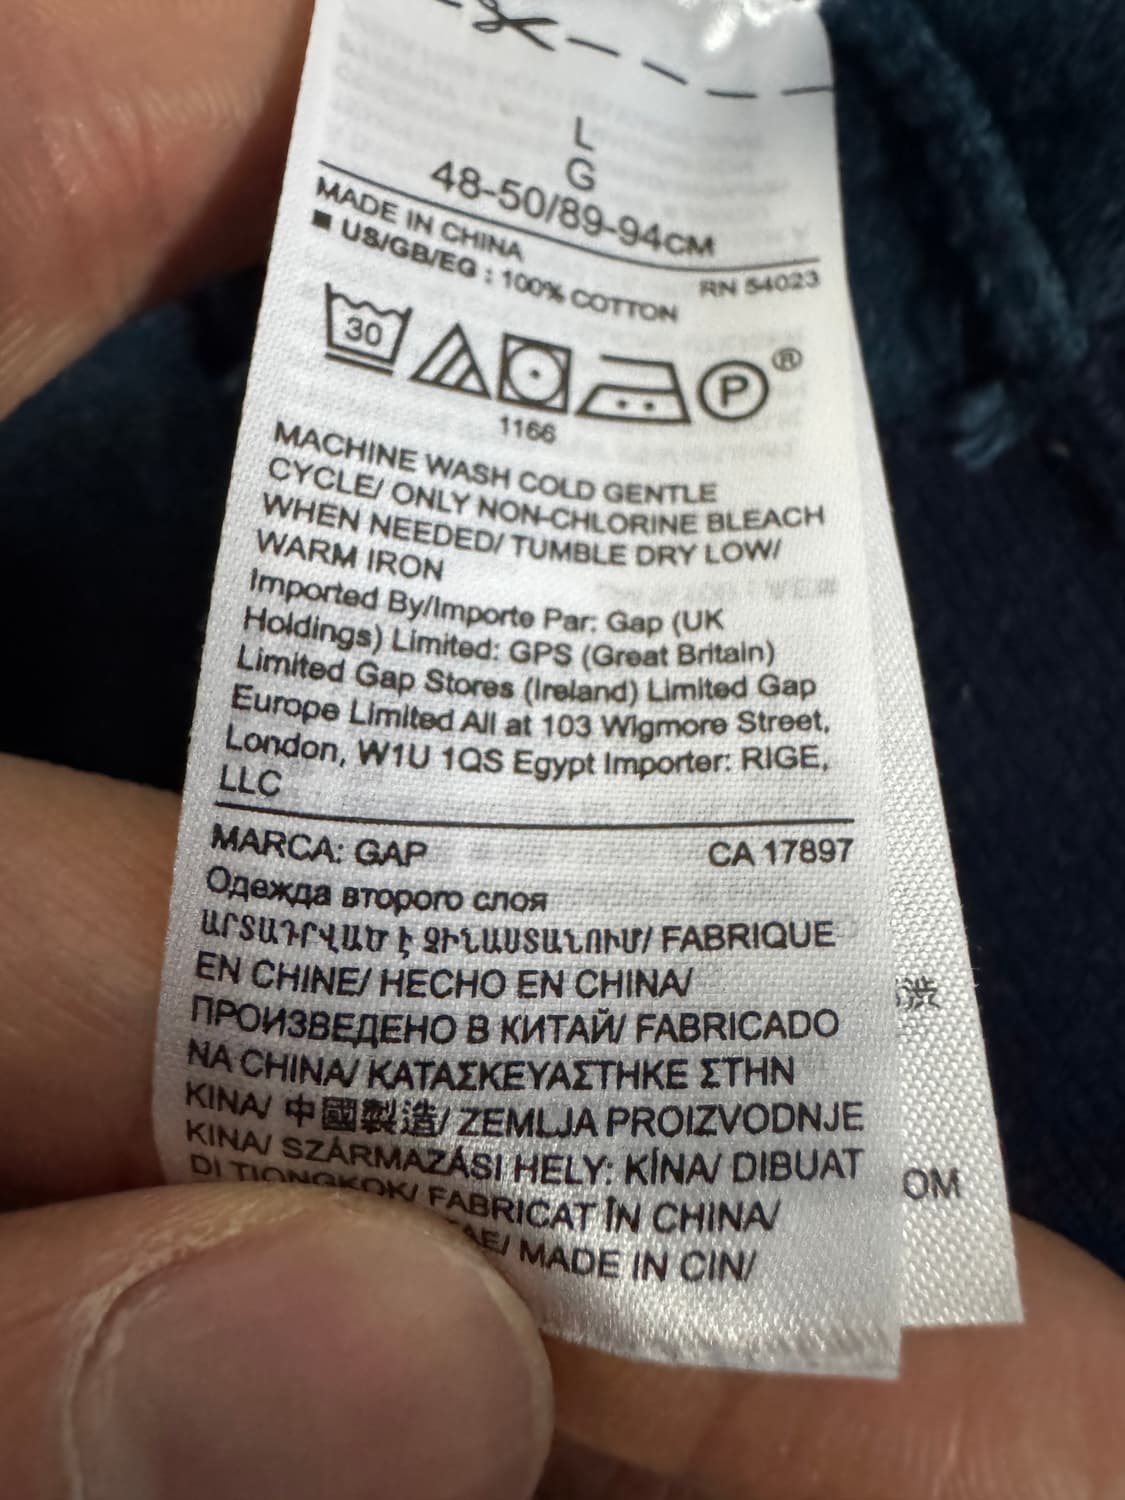 L
G
48-50/89-94CM
MADE IN CHINA RN 54023
■ US/GB/EG : 100% COTTON
30
P®
1166
MACHINE WASH COLD GENTLE
CYCLE/ ONLY NON-CHLORINE BLEACH
WHEN NEEDED/ TUMBLE DRY LOW/
WARM IRON
Imported By/Importe Par: Gap (UK
Holdings) Limited: GPS (Great Britain)
Limited Gap Stores (Ireland) Limited Gap
Europe Limited All at 103 Wigmore Street,
London, W1U 1QS Egypt Importer: RIGE,
LLC
MARCA: GAP CA 17897
Одежда второго слоя
ԱՐՏԱԴՐՎԱԾ Է ՉԻՆԱՍՏԱՆՈՒՄ/ FABRIQUE
EN CHINE/ HECHO EN CHINA/
ПРОИЗВЕДЕНО В КИТАЙ/ FABRICADO
NA CHINA/ ΚΑΤΑΣΚΕΥΑΣΤΗΚΕ ΣΤΗΝ
KINA/ 中國製造/ ZEMLJA PROIZVODNJE
KINA/ SZÁRMAZÁSI HELY: KÍNA/ DIBUAT
DI TIONGKOK/ FABRICAT ÎN CHINA/
MADE IN CIN/
OM